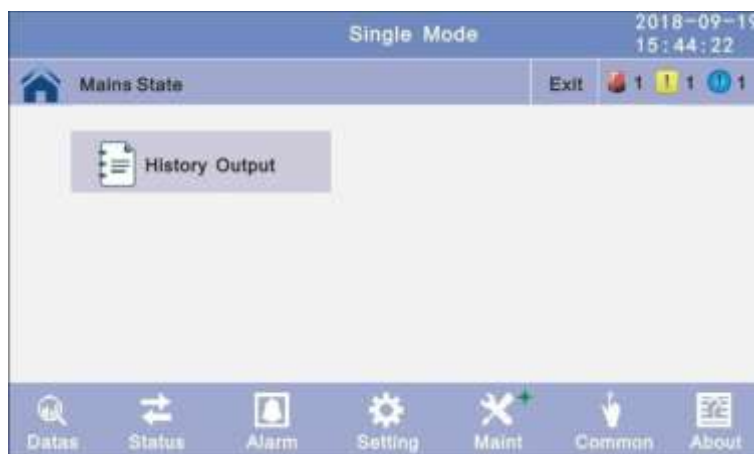 Single Mode
2018-09-19
15:44:22
Mains State
Exit
1
! 1
1
History Output
Datas
Status
Alarm
Setting
Maint
Common
About